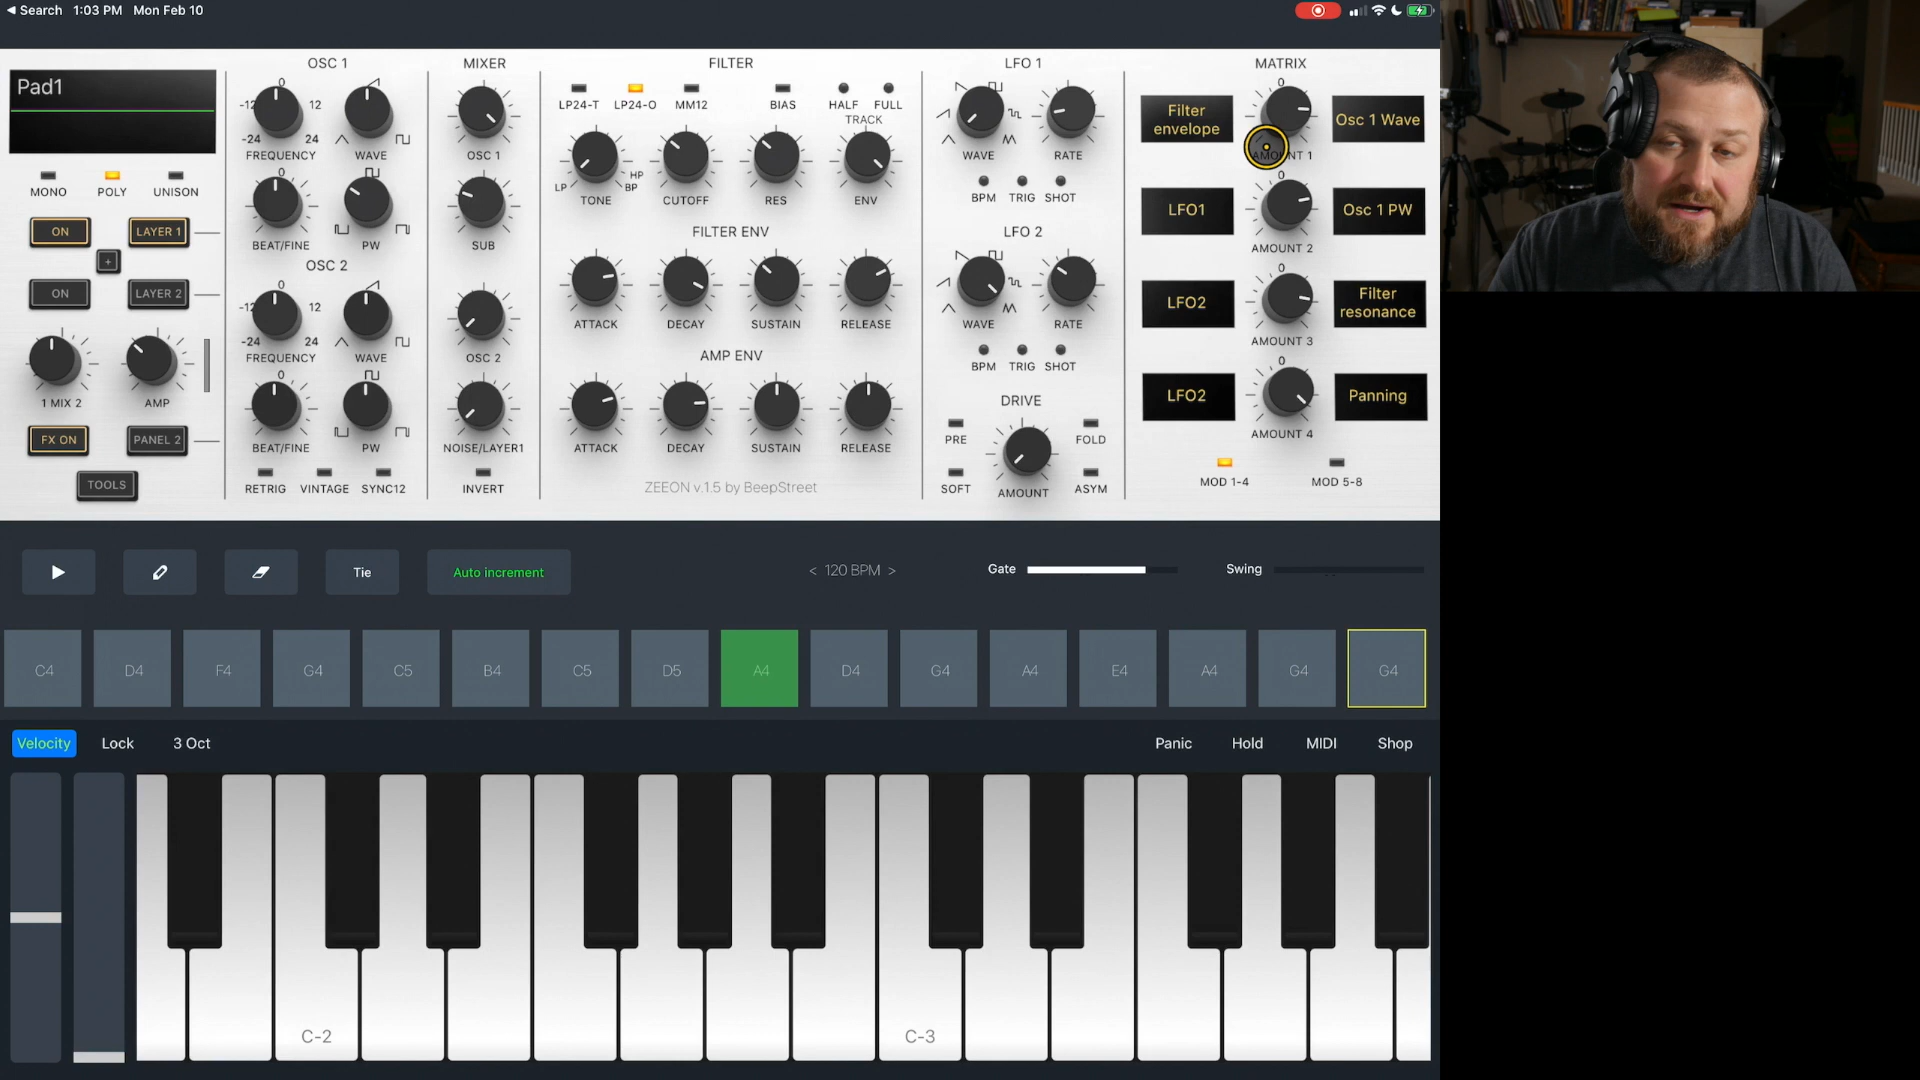 Search 1:03 PM Mon Feb 10
OSC 1
MIXER
FILTER
LFO 1
MATRIX
Pad1
LP24-T LP24-O MM12 BIAS HALF FULL
TRACK
0
-12 12
-24 24
FREQUENCY WAVE
OSC 1
LP HP
BP
TONE CUTOFF RES ENV
WAVE RATE
BPM TRIG SHOT
Filter
envelope
0
Osc 1 Wave
MONO POLY UNISON
0
BEAT/FINE PW
SUB
LFO1
0
AMOUNT 2
Osc 1 PW
ON LAYER 1
+
ON LAYER 2
OSC 2
0
-12 12
-24 24
FREQUENCY WAVE
OSC 2
FILTER ENV
ATTACK DECAY SUSTAIN RELEASE
LFO 2
WAVE RATE
BPM TRIG SHOT
LFO2
0
AMOUNT 3
Filter
resonance
1 MIX 2 AMP
0
BEAT/FINE PW
NOISE/LAYER1
AMP ENV
ATTACK DECAY SUSTAIN RELEASE
DRIVE
PRE FOLD
SOFT AMOUNT ASYM
LFO2
0
AMOUNT 4
Panning
FX ON PANEL 2
TOOLS
RETRIG VINTAGE SYNC12
INVERT
ZEEON v.1.5 by BeepStreet
MOD 1-4 MOD 5-8
Tie Auto increment < 120 BPM > Gate Swing
C4 D4 F4 G4 C5 B4 C5 D5 A4 D4 G4 A4 E4 A4 G4 G4
Velocity Lock 3 Oct Panic Hold MIDI Shop
C-2 C-3